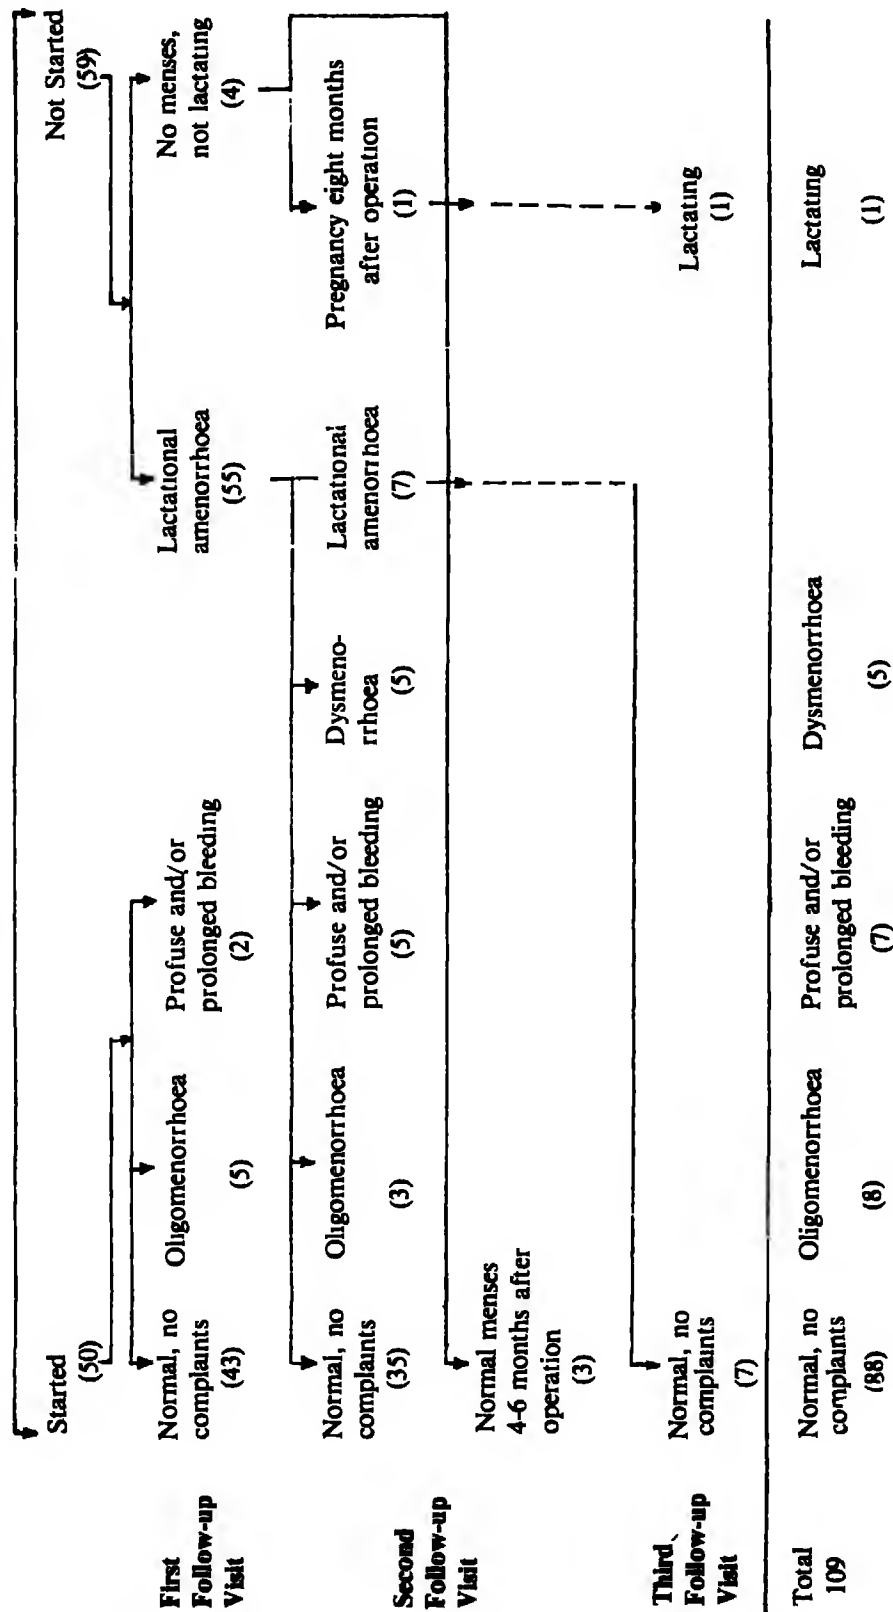 Started
(50)
Not Started
(59)
First
Follow-up
Visit
Normal, no
complaints
(43)
Oligomenorrhoea
(5)
Profuse and/or
prolonged bleeding
(2)
Lactational
amenorrhoea
(55)
No menses,
not lactating
(4)
Second
Follow-up
Visit
Normal, no
complaints
(35)
Oligomenorrhoea
(3)
Profuse and/or
prolonged bleeding
(5)
Dysmeno-
rrhoea
(5)
Lactational
amenorrhoea
(7)
Pregnancy eight months
after operation
(1)
Normal menses
4-6 months after
operation
(3)
Third
Follow-up
Visit
Normal, no
complaints
(7)
Lactating
(1)
Total
109
Normal, no
complaints
(88)
Oligomenorrhoea
(8)
Profuse and/or
prolonged bleeding
(7)
Dysmenorrhoea
(5)
Lactating
(1)